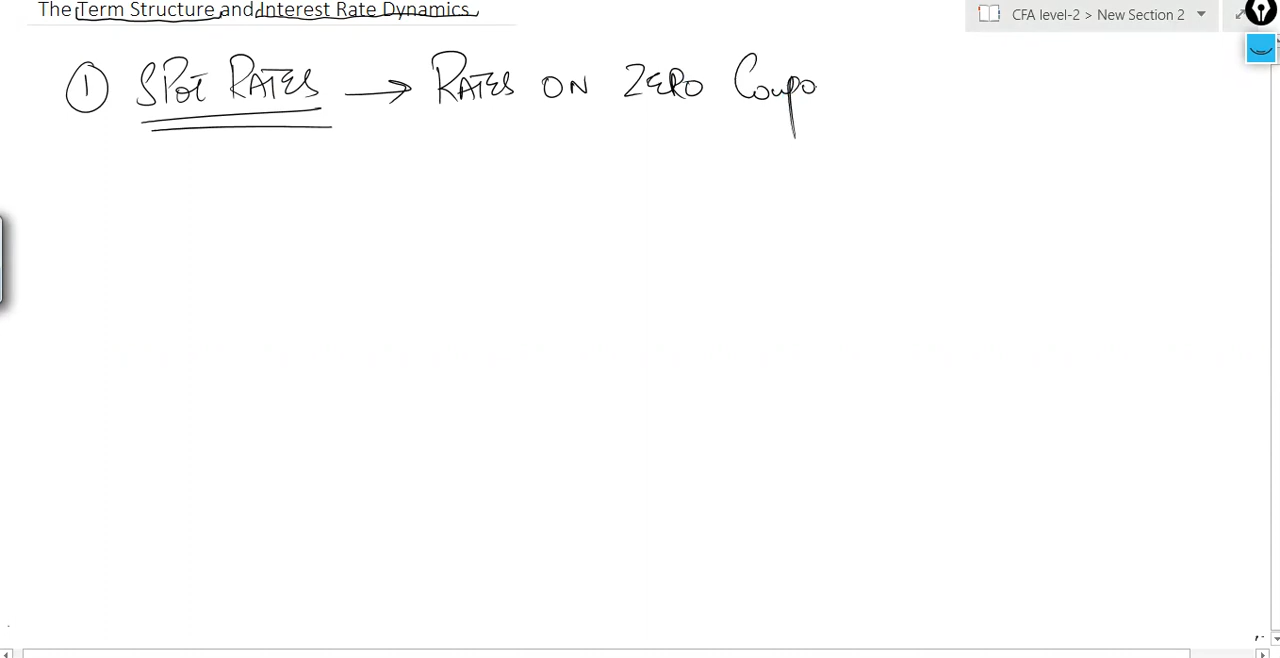 The Term Structure and Interest Rate Dynamics
CFA level-2 > New Section 2
① SPot RATES → RATES ON ZERO Coupo